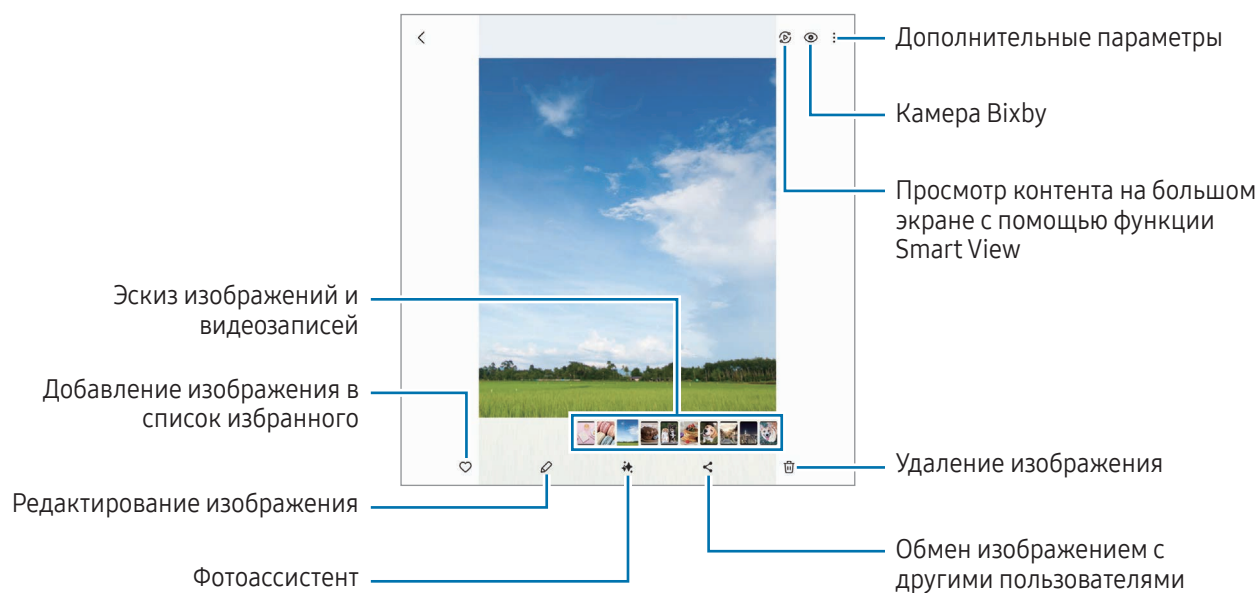 Дополнительные параметры
Камера Bixby
Просмотр контента на большом
экране с помощью функции
Smart View
Эскиз изображений и
видеозаписей
Добавление изображения в
список избранного
Удаление изображения
Редактирование изображения
Обмен изображением с
другими пользователями
Фотоассистент